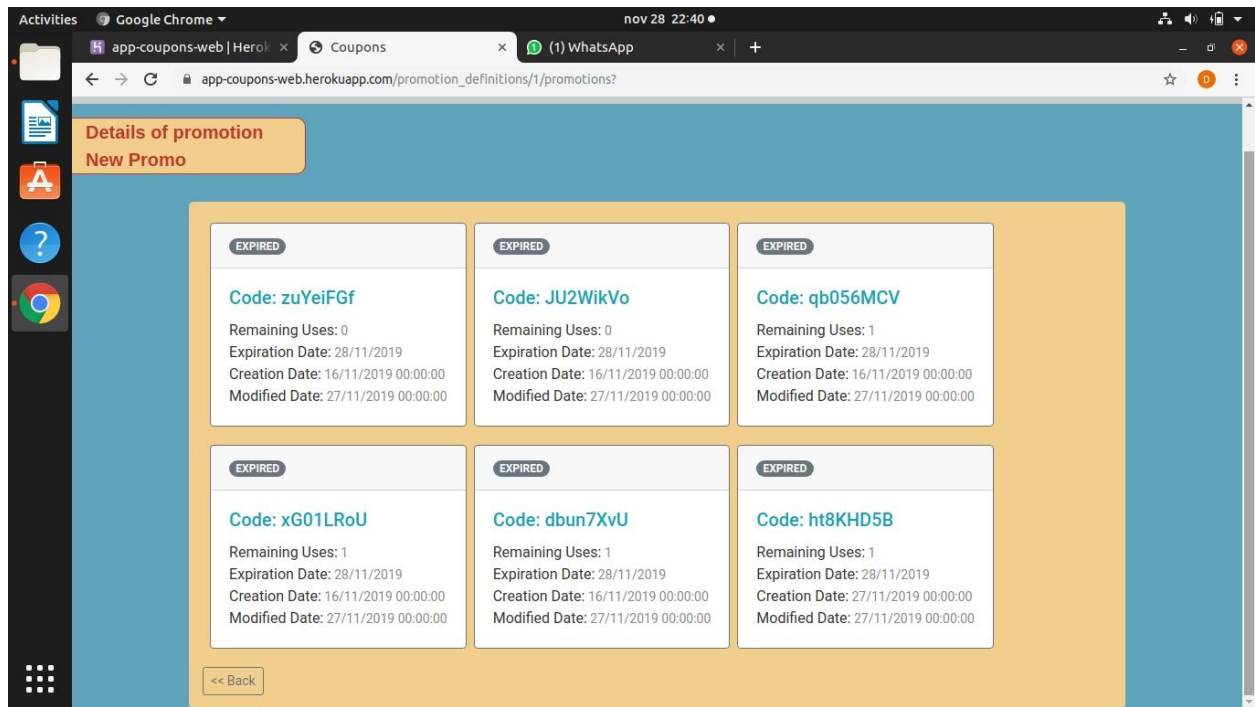 Activities Google Chrome nov 28 22:40
app-coupons-web | Herok Coupons (1) WhatsApp
app-coupons-web.herokuapp.com/promotion_definitions/1/promotions?
D
Details of promotion
New Promo
EXPIRED EXPIRED EXPIRED
Code: zuYeiFGf Code: JU2WikVo Code: qb056MCV
Remaining Uses: 0 Remaining Uses: 0 Remaining Uses: 1
Expiration Date: 28/11/2019 Expiration Date: 28/11/2019 Expiration Date: 28/11/2019
Creation Date: 16/11/2019 00:00:00 Creation Date: 16/11/2019 00:00:00 Creation Date: 16/11/2019 00:00:00
Modified Date: 27/11/2019 00:00:00 Modified Date: 27/11/2019 00:00:00 Modified Date: 27/11/2019 00:00:00
EXPIRED EXPIRED EXPIRED
Code: xG01LRoU Code: dbun7XvU Code: ht8KHD5B
Remaining Uses: 1 Remaining Uses: 1 Remaining Uses: 1
Expiration Date: 28/11/2019 Expiration Date: 28/11/2019 Expiration Date: 28/11/2019
Creation Date: 16/11/2019 00:00:00 Creation Date: 16/11/2019 00:00:00 Creation Date: 27/11/2019 00:00:00
Modified Date: 27/11/2019 00:00:00 Modified Date: 27/11/2019 00:00:00 Modified Date: 27/11/2019 00:00:00
<< Back